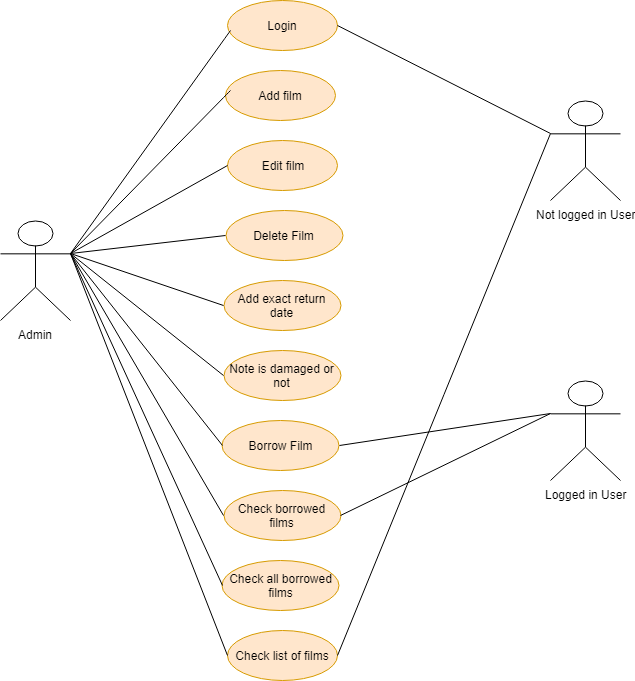 Login
Add film
Edit film
Not logged in User
Delete Film
Add exact return
date
Admin
Note is damaged or
not
Borrow Film
Logged in User
Check borrowed
films
Check all borrowed
films
Check list of films